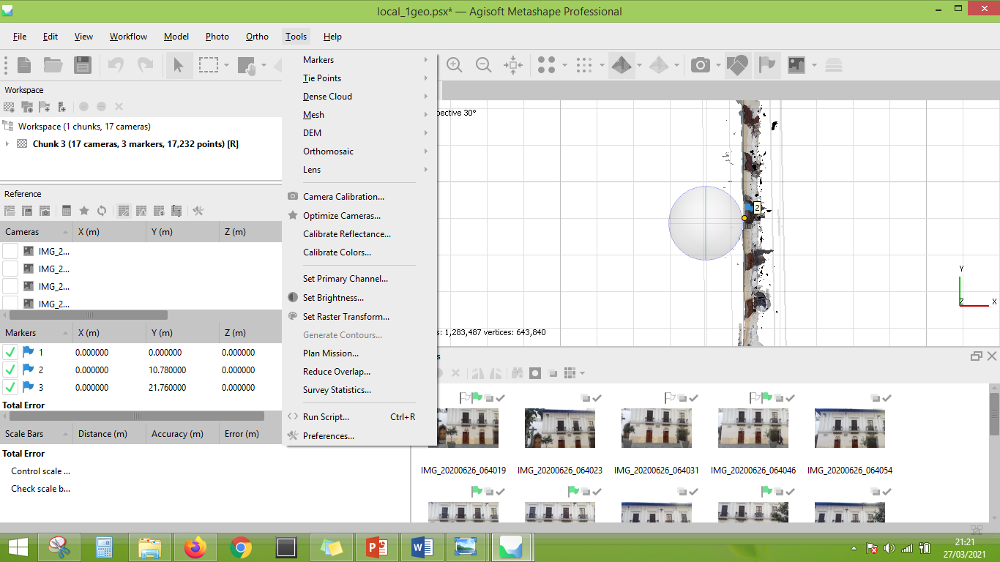 local_1geo.psx* — Agisoft Metashape Professional
File Edit View Workflow Model Photo Ortho Tools Help
Workspace
Workspace (1 chunks, 17 cameras)
Chunk 3 (17 cameras, 3 markers, 17,232 points) [R]
Reference
Cameras X (m) Y (m) Z (m)
IMG_2...
IMG_2...
IMG_2...
IMG_2...
Markers X (m) Y (m) Z (m)
1 0.000000 0.000000 0.000000
2 0.000000 10.780000 0.000000
3 0.000000 21.760000 0.000000
Total Error
Scale Bars Distance (m) Accuracy (m) Error (m)
Total Error
Control scale ...
Check scale b...
Markers
Tie Points
Dense Cloud
Mesh
DEM
Orthomosaic
Lens
Camera Calibration...
Optimize Cameras...
Calibrate Reflectance...
Calibrate Colors...
Set Primary Channel...
Set Brightness...
Set Raster Transform...
Generate Contours...
Plan Mission...
Reduce Overlap...
Survey Statistics...
Run Script... Ctrl+R
Preferences...
pective 30°
2
Y
Z X
s: 1,283,487 vertices: 643,840
s
IMG_20200626_064019 IMG_20200626_064023 IMG_20200626_064031 IMG_20200626_064046 IMG_20200626_064054
21:21
27/03/2021